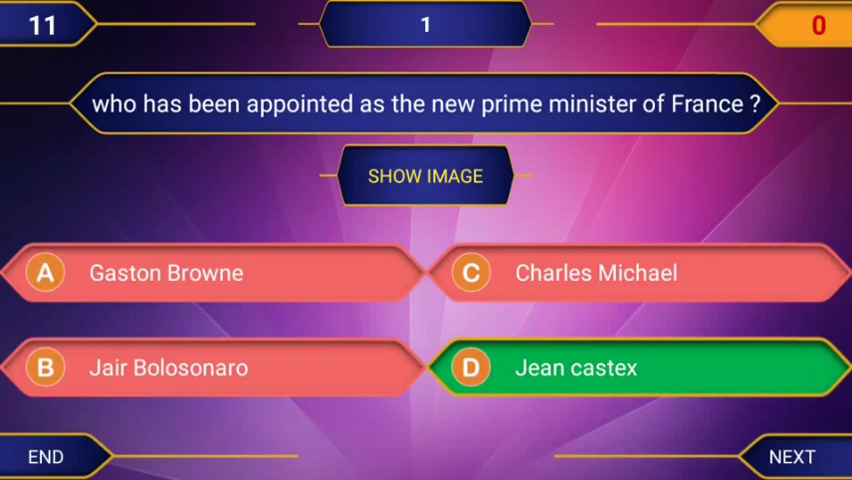 11
1
0
who has been appointed as the new prime minister of France ?
SHOW IMAGE
A Gaston Browne
C Charles Michael
B Jair Bolosonaro
D Jean castex
END
NEXT